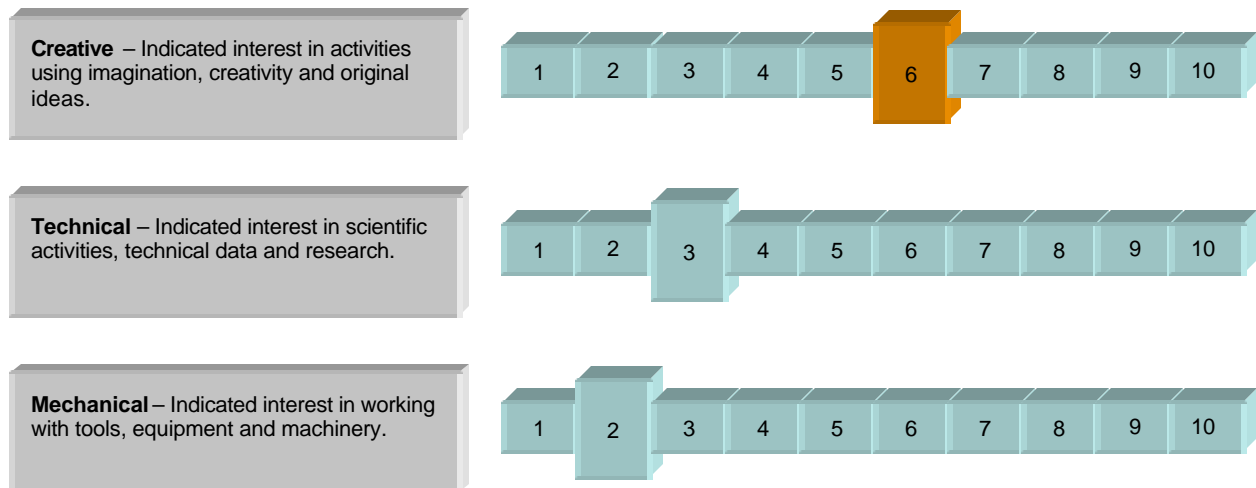 Creative – Indicated interest in activities
using imagination, creativity and original
ideas.
1 2 3 4 5 6 7 8 9 10
Technical – Indicated interest in scientific
activities, technical data and research.
1 2 3 4 5 6 7 8 9 10
Mechanical – Indicated interest in working
with tools, equipment and machinery.
1 2 3 4 5 6 7 8 9 10